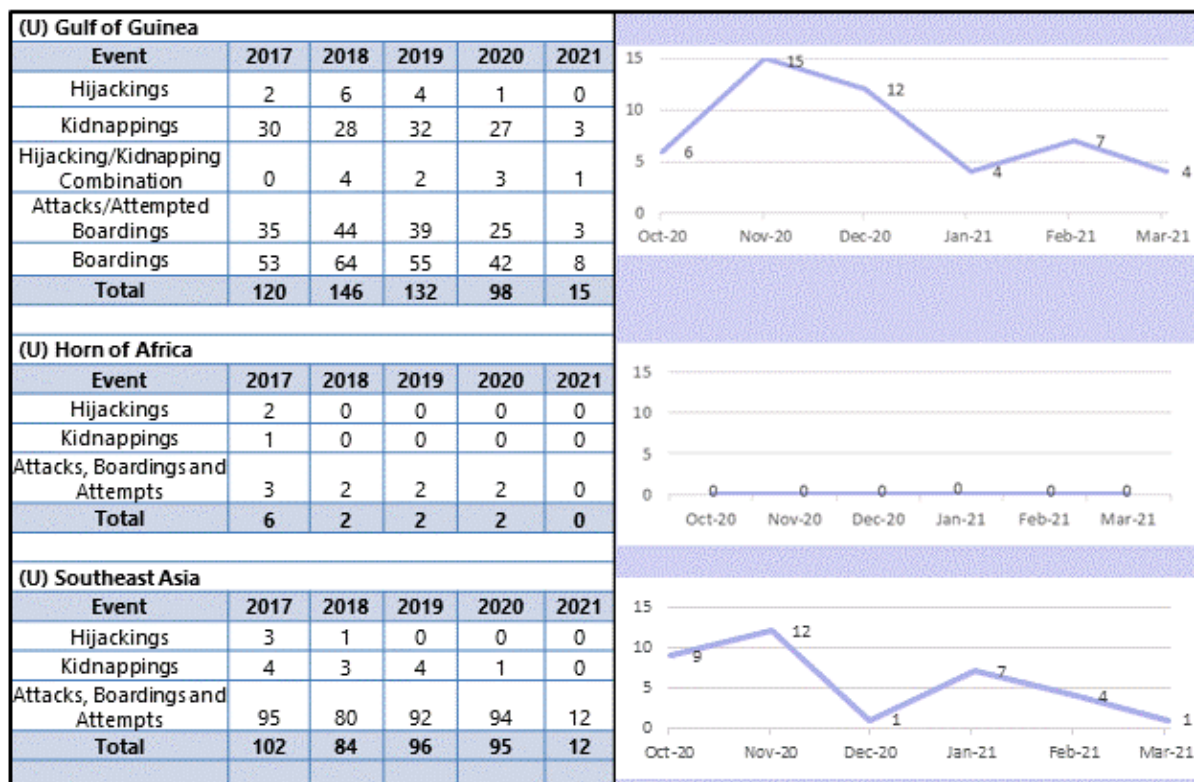 (U) Gulf of Guinea
Event 2017 2018 2019 2020 2021
Hijackings 2 6 4 1 0
Kidnappings 30 28 32 27 3
Hijacking/Kidnapping
Combination 0 4 2 3 1
Attacks/Attempted
Boardings 35 44 39 25 3
Boardings 53 64 55 42 8
Total 120 146 132 98 15
15
10
5
0
6 15 12 4 7 4
Oct-20 Nov-20 Dec-20 Jan-21 Feb-21 Mar-21
(U) Horn of Africa
Event 2017 2018 2019 2020 2021
Hijackings 2 0 0 0 0
Kidnappings 1 0 0 0 0
Attacks, Boardings and
Attempts 3 2 2 2 0
Total 6 2 2 2 0
15
10
5
0
0 0 0 0 0 0
Oct-20 Nov-20 Dec-20 Jan-21 Feb-21 Mar-21
(U) Southeast Asia
Event 2017 2018 2019 2020 2021
Hijackings 3 1 0 0 0
Kidnappings 4 3 4 1 0
Attacks, Boardings and
Attempts 95 80 92 94 12
Total 102 84 96 95 12
15
10
5
0
9 12 1 7 4 1
Oct-20 Nov-20 Dec-20 Jan-21 Feb-21 Mar-21